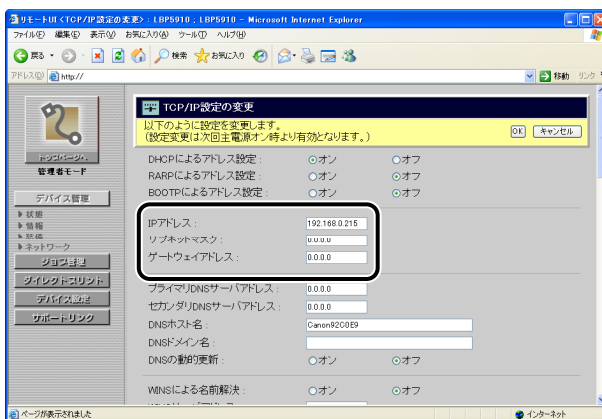 リモートUI <TCP/IP設定の変更> : LBP5910 ; LBP5910 - Microsoft Internet Explorer
ファイル(F) 編集(E) 表示(V) お気に入り(A) ツール(T) ヘルプ(H)
戻る 検索 お気に入り
アドレス(D) http:// 移動 リンク
TCP/IP設定の変更
以下のように設定を変更します。
(設定変更は次回主電源オン時より有効となります。)
OK キャンセル
トップページへ
管理者モード
デバイス管理
状態
情報
装備
ネットワーク
ジョブ管理
ダイレクトプリント
デバイス設定
サポートリンク
DHCPによるアドレス設定 : オン オフ
RARPによるアドレス設定 : オン オフ
BOOTPによるアドレス設定 : オン オフ
IPアドレス : 192.168.0.215
サブネットマスク : 0.0.0.0
ゲートウェイアドレス : 0.0.0.0
プライマリDNSサーバアドレス : 0.0.0.0
セカンダリDNSサーバアドレス : 0.0.0.0
DNSホスト名 : Canon92C0E9
DNSドメイン名 :
DNSの動的更新 : オン オフ
WINSによる名前解決 : オン オフ
ページが表示されました インターネット